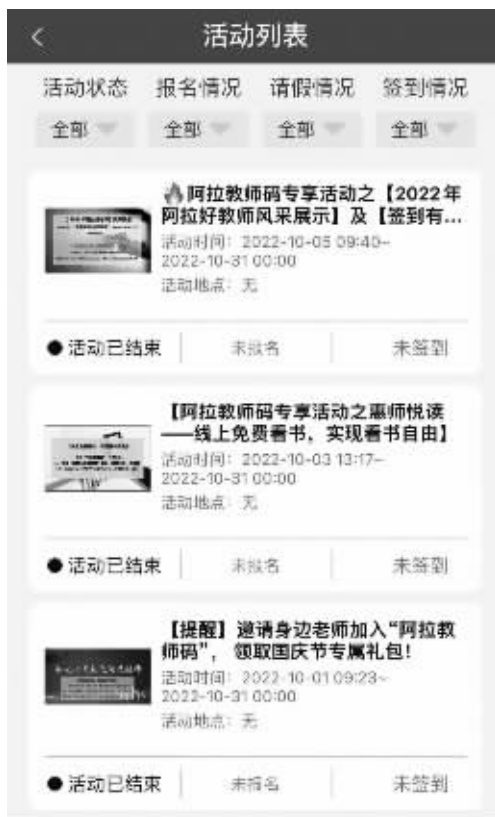 活动列表
活动状态 报名情况 请假情况 签到情况
全部 全部 全部 全部
阿拉教师码专享活动之【2022年
阿拉好教师风采展示】及【签到有...
活动时间：2022-10-05 09:40~
2022-10-31 00:00
活动地点：无
活动已结束 未报名 未签到
【阿拉教师码专享活动之惠师悦读
——线上免费看书，实现看书自由】
活动时间：2022-10-03 13:17~
2022-10-31 00:00
活动地点：无
活动已结束 未报名 未签到
【提醒】邀请身边老师加入“阿拉教
师码”，领取国庆节专属礼包！
活动时间：2022-10-01 09:23~
2022-10-31 00:00
活动地点：无
活动已结束 未报名 未签到